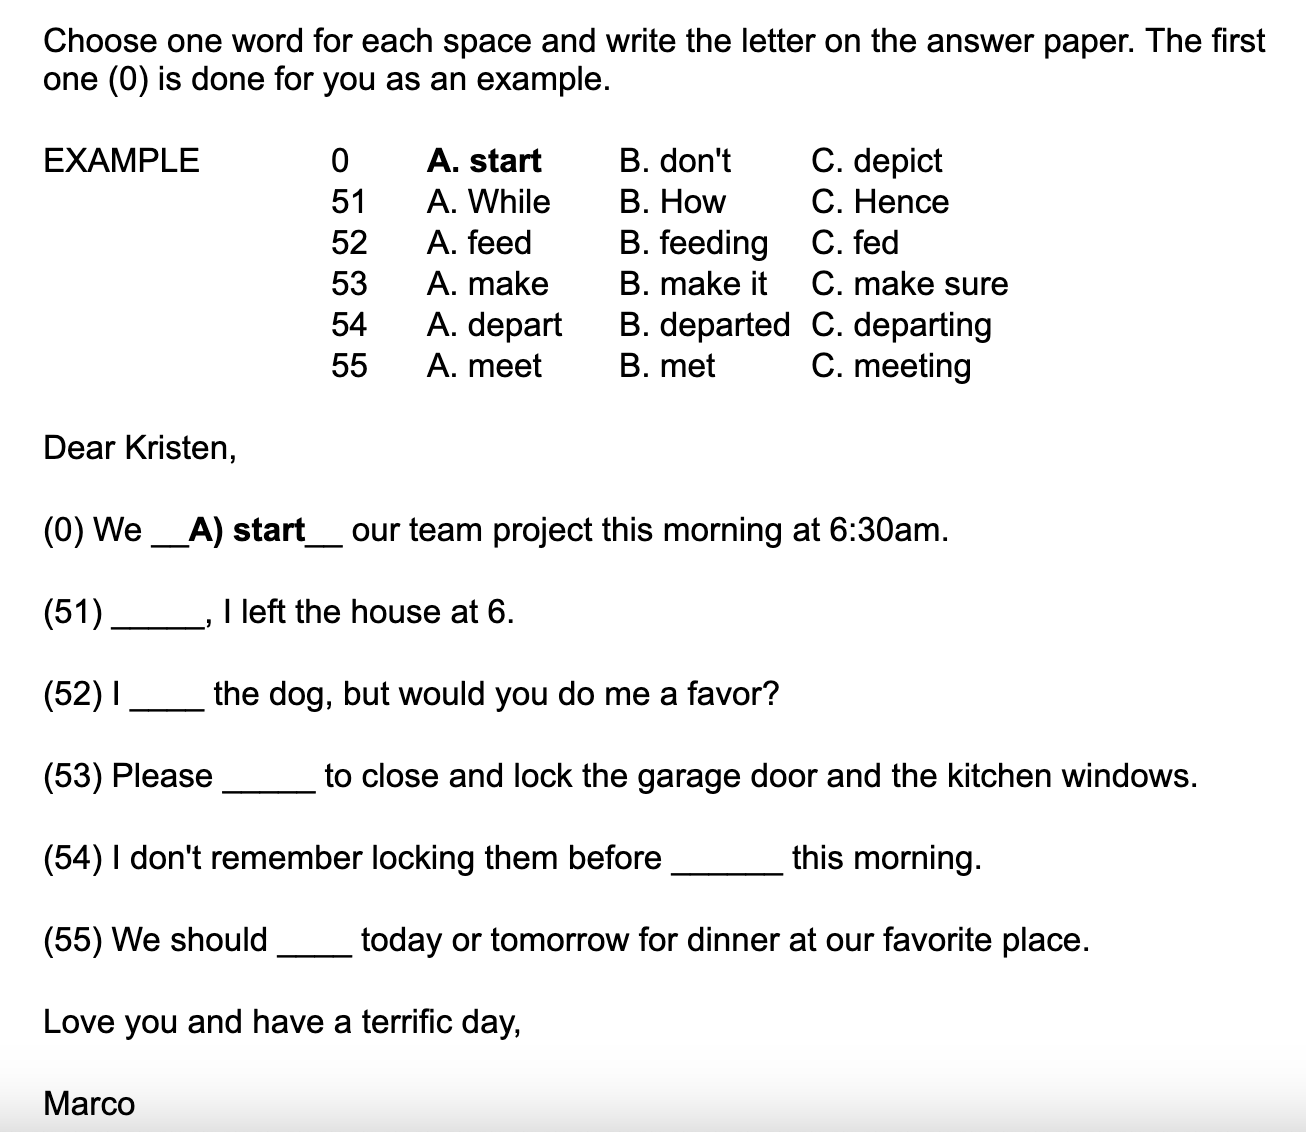 Choose one word for each space and write the letter on the answer paper. The first
one (0) is done for you as an example.
EXAMPLE 0 A. start B. don't C. depict
51 A. While B. How C. Hence
52 A. feed B. feeding C. fed
53 A. make B. make it C. make sure
54 A. depart B. departed C. departing
55 A. meet B. met C. meeting
Dear Kristen,
(0) We __A) start__ our team project this morning at 6:30am.
(51) _____, I left the house at 6.
(52) I ____ the dog, but would you do me a favor?
(53) Please _____ to close and lock the garage door and the kitchen windows.
(54) I don't remember locking them before ______ this morning.
(55) We should ____ today or tomorrow for dinner at our favorite place.
Love you and have a terrific day,
Marco